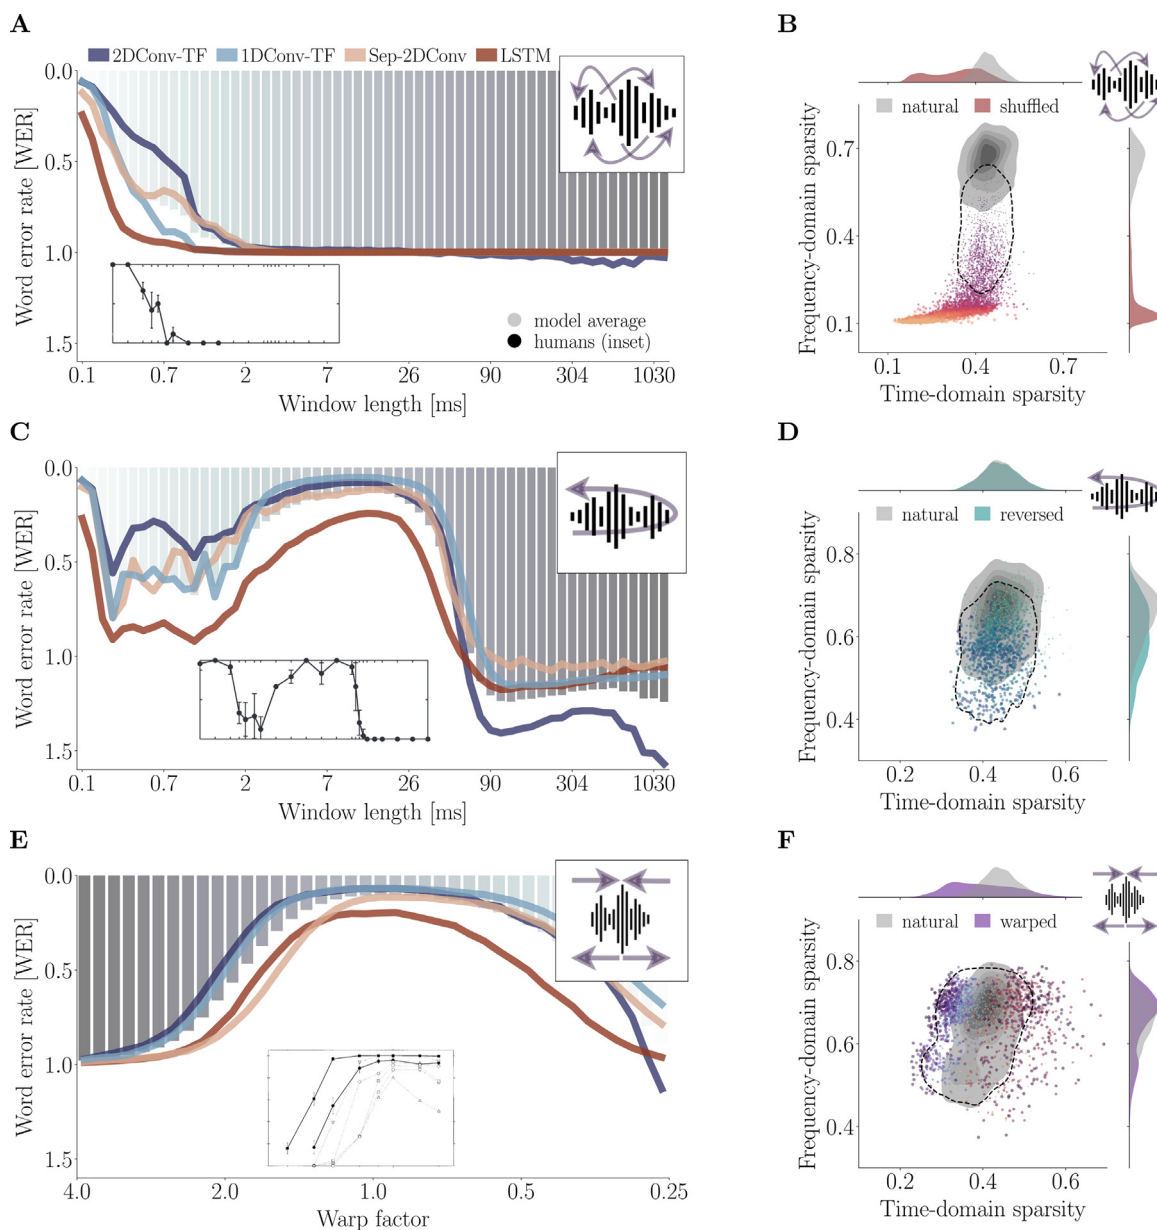 A
2DConv-TF 1DConv-TF Sep-2DConv LSTM
Word error rate [WER]
0.0
0.5
1.0
1.5
model average
humans (inset)
0.1 0.7 2 7 26 90 304 1030
Window length [ms]
B
natural shuffled
Frequency-domain sparsity
0.7
0.4
0.1
0.1 0.4 0.7
Time-domain sparsity
C
Word error rate [WER]
0.0
0.5
1.0
1.5
0.1 0.7 2 7 26 90 304 1030
Window length [ms]
D
natural reversed
Frequency-domain sparsity
0.8
0.6
0.4
0.2 0.4 0.6
Time-domain sparsity
E
Word error rate [WER]
0.0
0.5
1.0
1.5
4.0 2.0 1.0 0.5 0.25
Warp factor
F
natural warped
Frequency-domain sparsity
0.8
0.6
0.4
0.2 0.4 0.6
Time-domain sparsity